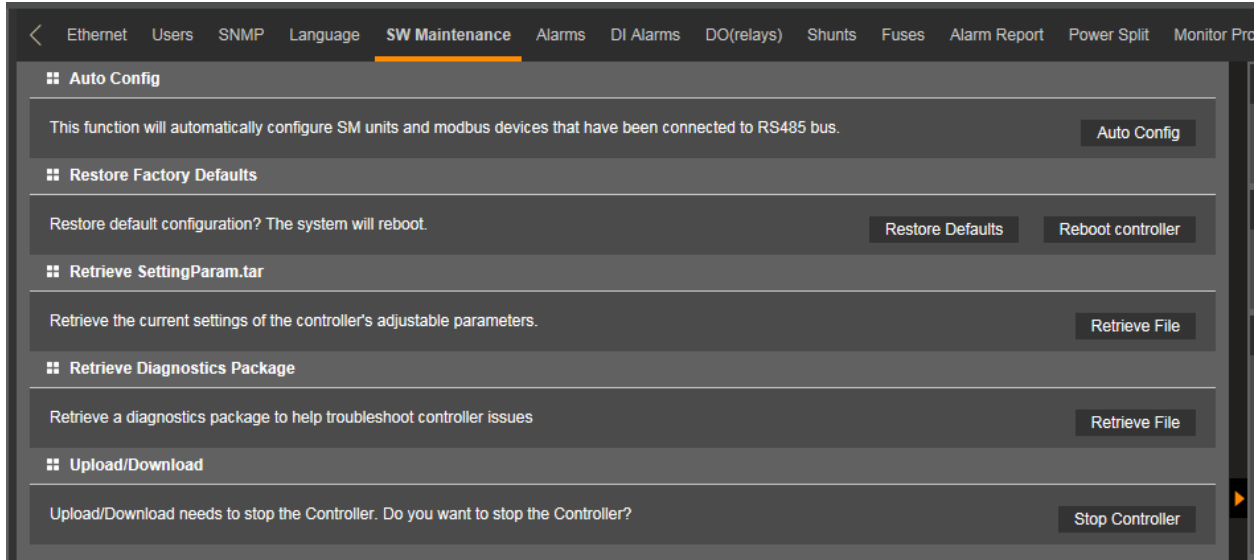 Ethernet Users SNMP Language SW Maintenance Alarms DI Alarms DO(relays) Shunts Fuses Alarm Report Power Split Monitor Pro
Auto Config
This function will automatically configure SM units and modbus devices that have been connected to RS485 bus. Auto Config
Restore Factory Defaults
Restore default configuration? The system will reboot. Restore Defaults Reboot controller
Retrieve SettingParam.tar
Retrieve the current settings of the controller's adjustable parameters. Retrieve File
Retrieve Diagnostics Package
Retrieve a diagnostics package to help troubleshoot controller issues Retrieve File
Upload/Download
Upload/Download needs to stop the Controller. Do you want to stop the Controller? Stop Controller